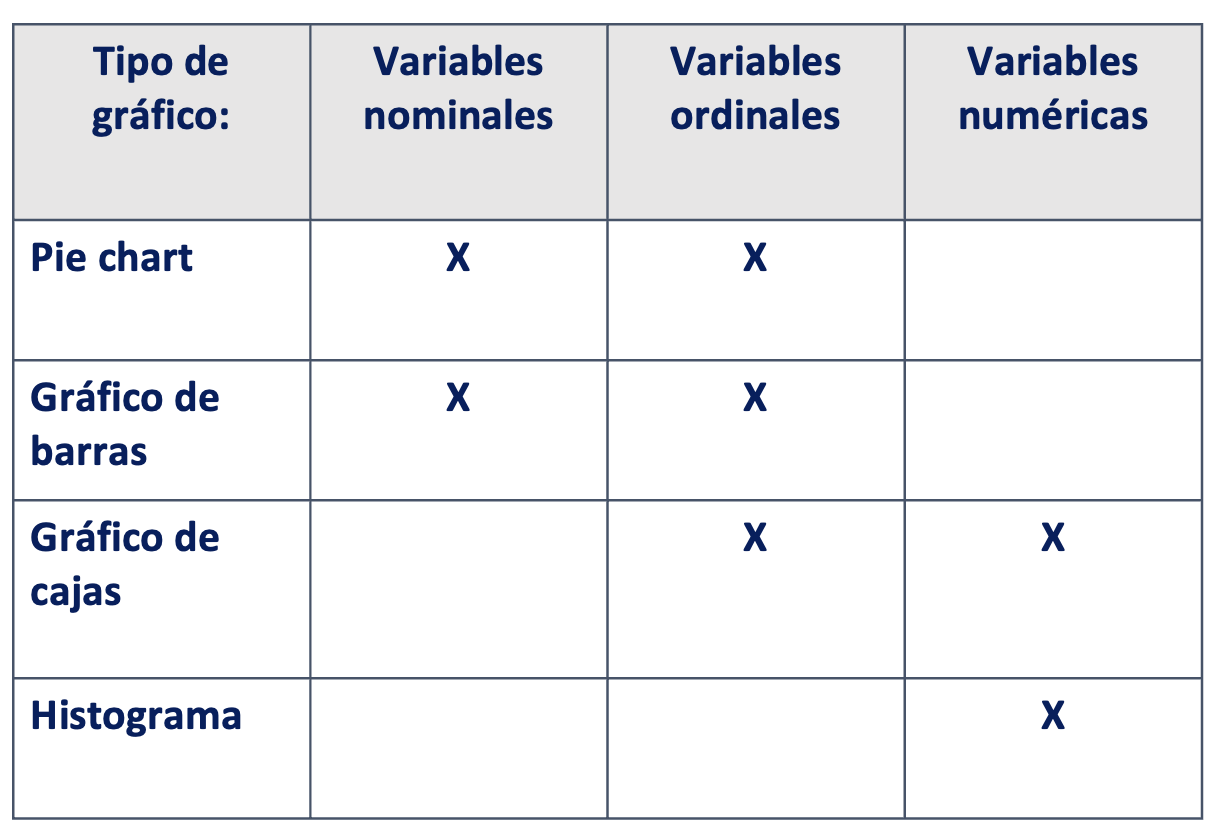 Tipo de
gráfico:
Variables
nominales
Variables
ordinales
Variables
numéricas
Pie chart
X
X
Gráfico de
barras
X
X
Gráfico de
cajas
X
X
Histograma
X